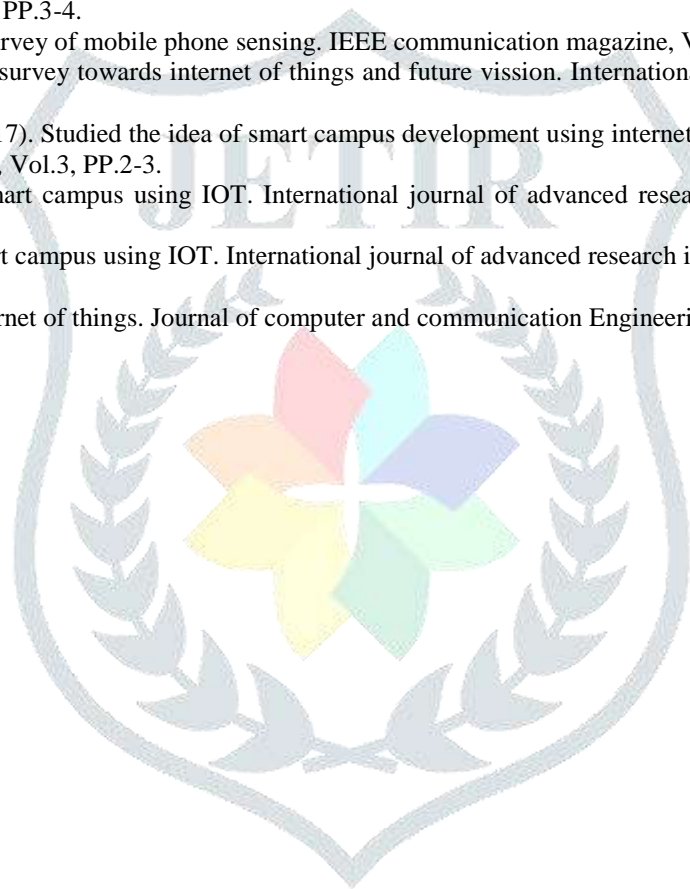 PP.3-4.
rvey of mobile phone sensing. IEEE communication magazine, V
survey towards internet of things and future vission. Internationa
17). Studied the idea of smart campus development using internet
, Vol.3, PP.2-3.
nart campus using IOT. International journal of advanced resea
rt campus using IOT. International journal of advanced research i
rnet of things. Journal of computer and communication Engineeri
JETIR